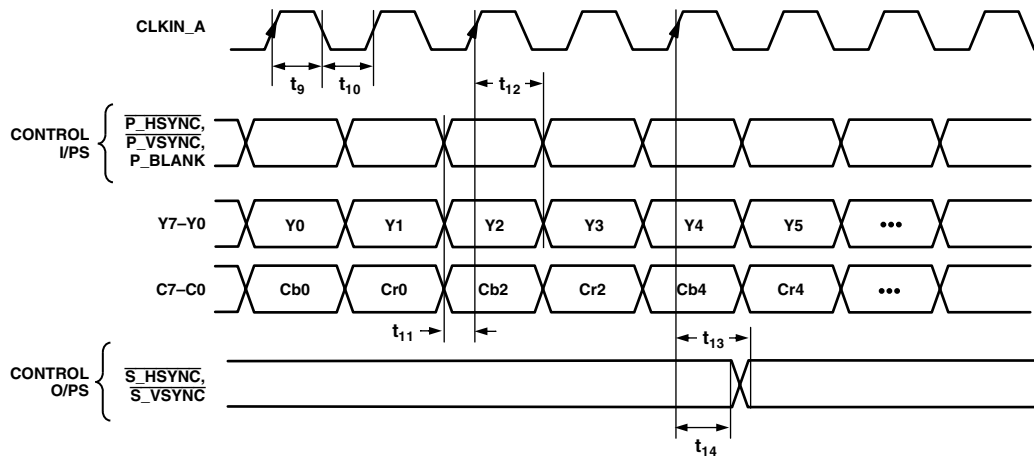 CLKIN_A
t9
t10
t12
CONTROL
I/PS
P_HSYNC,
P_VSYNC,
P_BLANK
Y7–Y0
Y0
Y1
Y2
Y3
Y4
Y5
•••
C7–C0
Cb0
Cr0
Cb2
Cr2
Cb4
Cr4
•••
t11
t13
CONTROL
O/PS
S_HSYNC,
S_VSYNC
t14